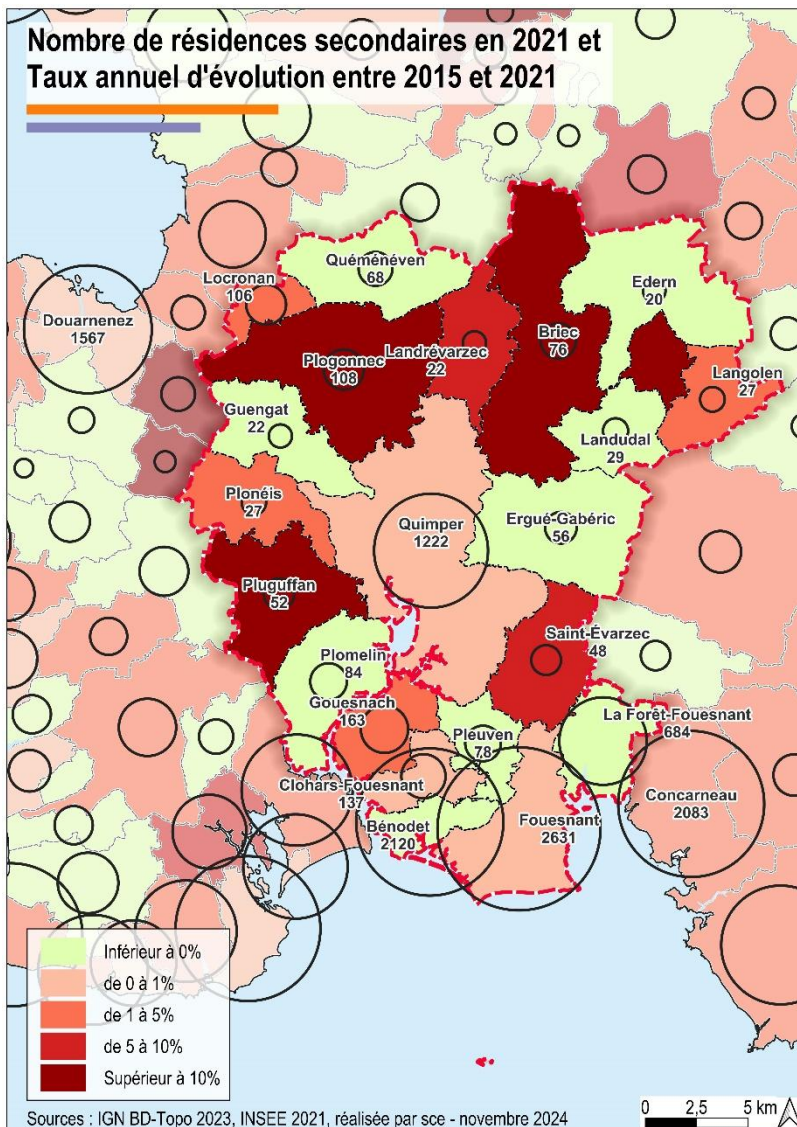 Nombre de résidences secondaires en 2021 et
Taux annuel d'évolution entre 2015 et 2021
Quéménéven
68
Locronan
106
Edern
20
Douarnenez
1567
Briec
76
Plogonnec
108
Landrévarzec
22
Langolen
27
Guengat
22
Landudal
29
Plonéis
27
Quimper
1222
Ergué-Gabéric
56
Pluguffan
52
Saint-Évarzec
48
Plomelin
84
Gouesnach
163
La Forêt-Fouesnant
684
Pleuven
78
Clohars-Fouesnant
137
Concarneau
2083
Bénodet
2120
Fouesnant
2631
Inférieur à 0%
de 0 à 1%
de 1 à 5%
de 5 à 10%
Supérieur à 10%
Sources : IGN BD-Topo 2023, INSEE 2021, réalisée par sce - novembre 2024
0 2,5 5 km